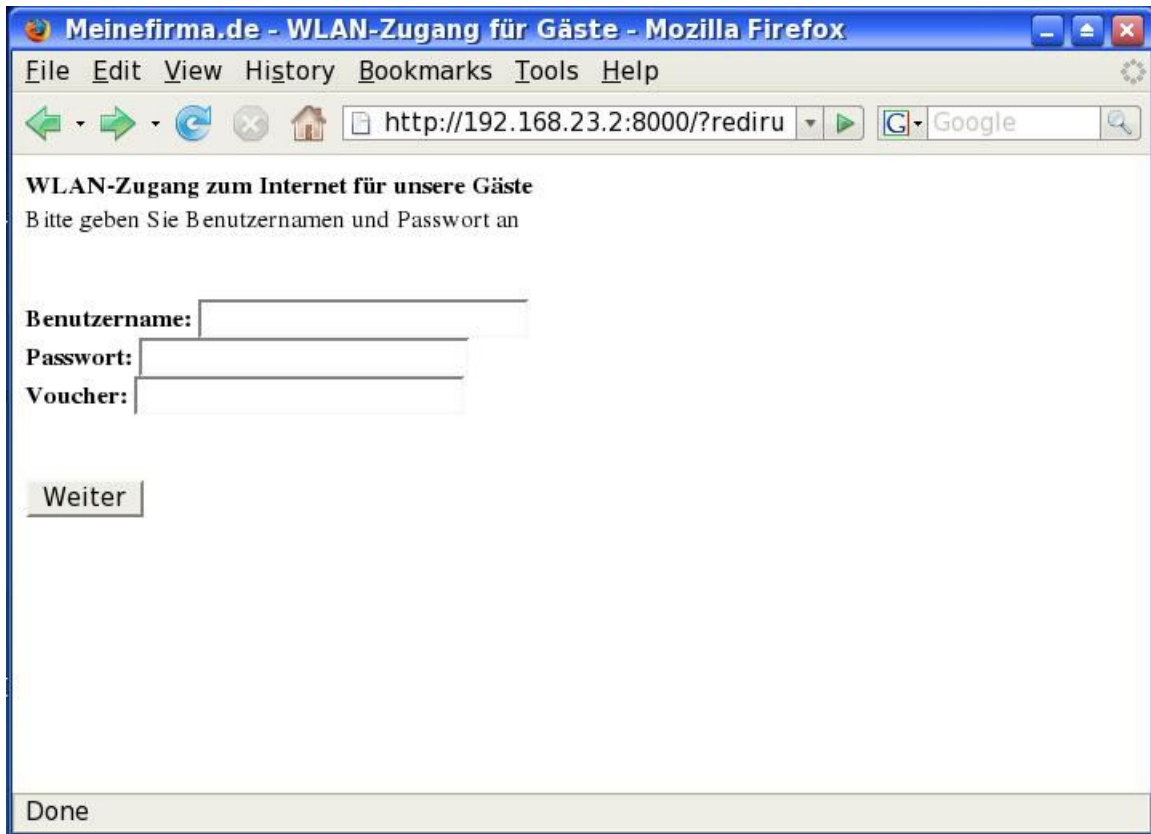 Meinefirma.de - WLAN-Zugang für Gäste - Mozilla Firefox
File Edit View History Bookmarks Tools Help
http://192.168.23.2:8000/?rediru G Google
WLAN-Zugang zum Internet für unsere Gäste
Bitte geben Sie Benutzernamen und Passwort an
Benutzername:
Passwort:
Voucher:
Weiter
Done